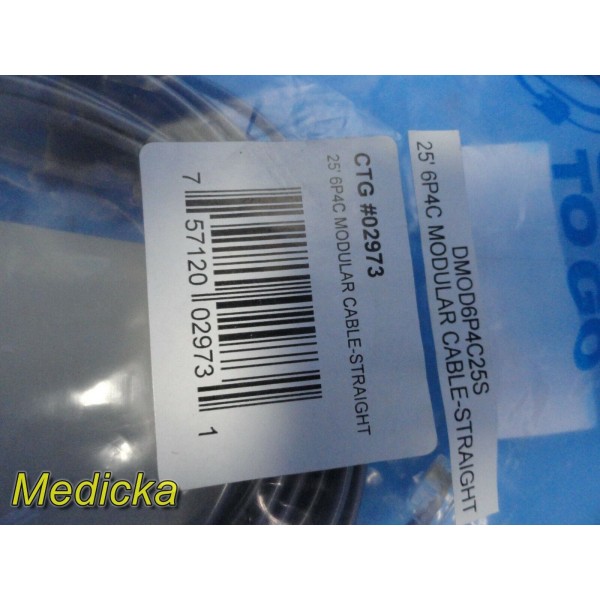 CTG #02973
25' 6P4C MODULAR CABLE-STRAIGHT
7 57120 02973 1
DMOD6P4C25S
25' 6P4C MODULAR CABLE-STRAIGHT
TO GO
Medicka